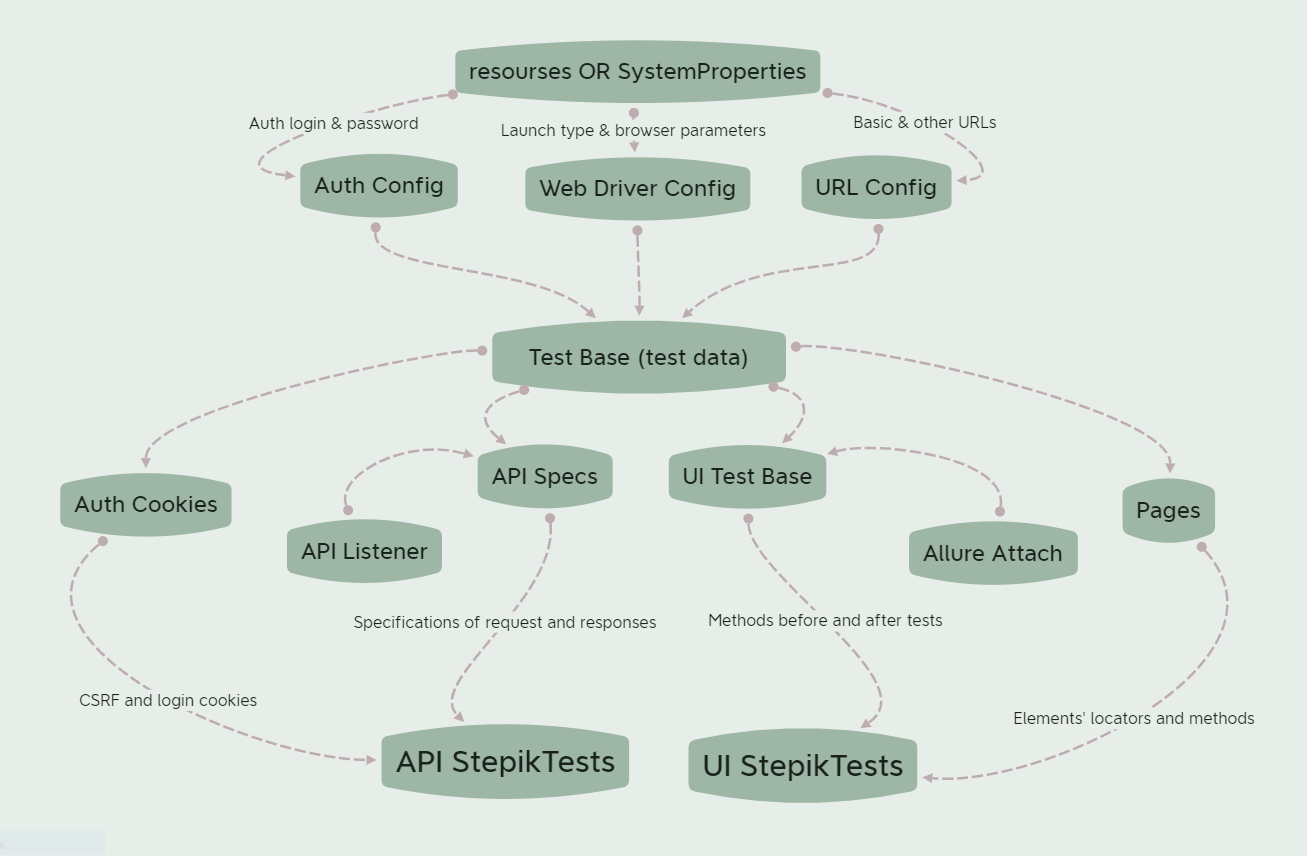 resourses OR SystemProperties
Auth login & password
Launch type & browser parameters
Basic & other URLs
Auth Config
Web Driver Config
URL Config
Test Base (test data)
Auth Cookies
API Specs
UI Test Base
Pages
API Listener
Allure Attach
Specifications of request and responses
Methods before and after tests
CSRF and login cookies
Elements' locators and methods
API StepikTests
UI StepikTests